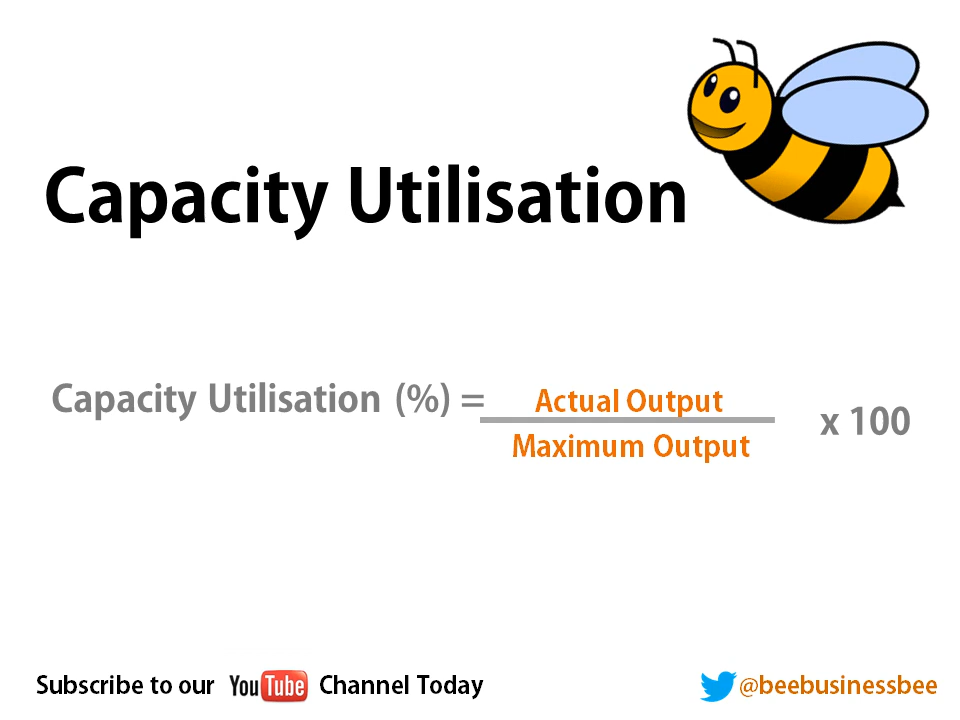 Capacity Utilisation
Capacity Utilisation (%) = Actual Output
Maximum Output
x 100
Subscribe to our YouTube Channel Today
@beebusinessbee